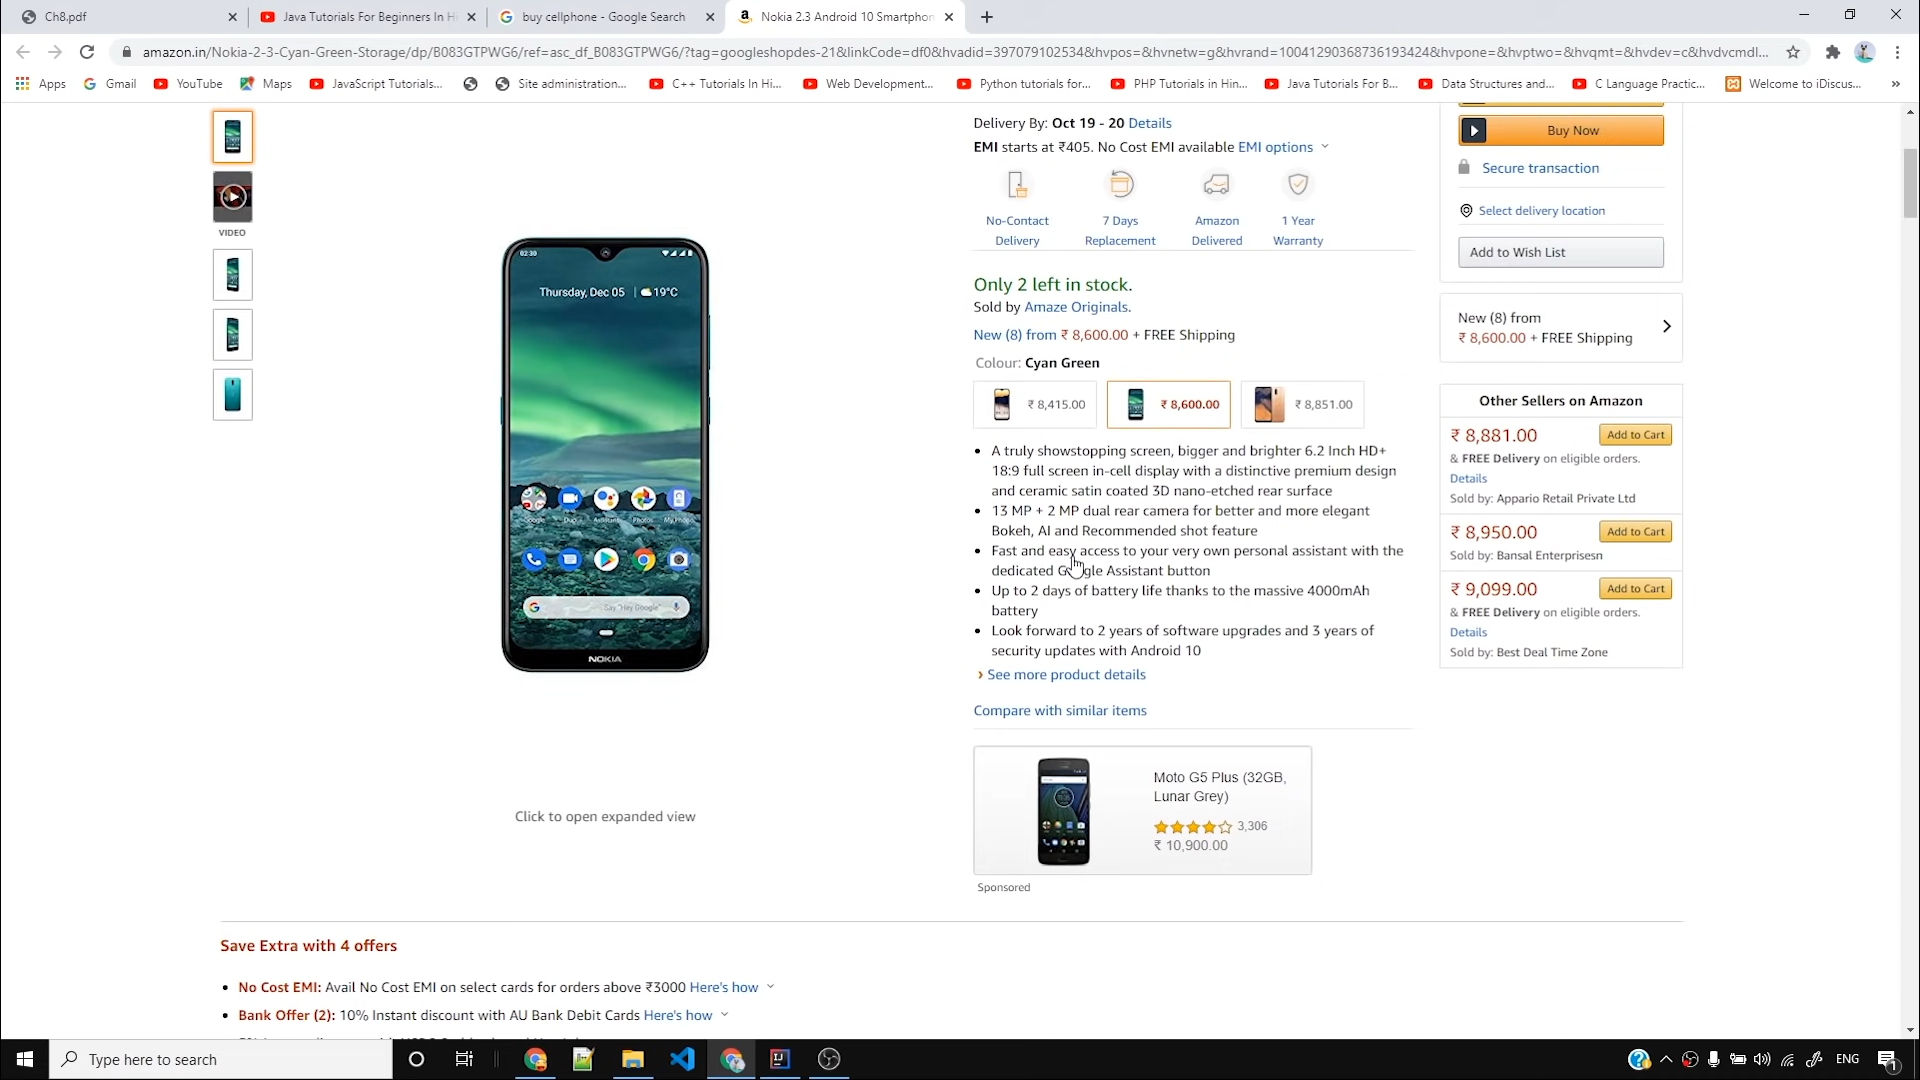 Ch8.pdf
Java Tutorials For Beginners In Hi
buy cellphone - Google Search
Nokia 2.3 Android 10 Smartphon
amazon.in/Nokia-2-3-Cyan-Green-Storage/dp/B083GTPWG6/ref=asc_df_B083GTPWG6/?tag=googleshopdes-21&linkCode=df0&hvadid=397079102534&hvpos=&hvnetw=g&hvrand=10041290368736193424&hvpone=&hvptwo=&hvqmt=&hvdev=c&hvdvcmdl...
Apps
Gmail
YouTube
Maps
JavaScript Tutorials...
Site administration...
C++ Tutorials In Hi...
Web Development...
Python tutorials for...
PHP Tutorials in Hin...
Java Tutorials For B...
Data Structures and...
C Language Practic...
Welcome to iDiscus...
»
VIDEO
02:30
Thursday, Dec 05
19°C
Google
Duo
Assistant
Photos
My Phone
Say "Hey Google"
NOKIA
Click to open expanded view
Delivery By: Oct 19 - 20 Details
EMI starts at ₹405. No Cost EMI available EMI options
No-Contact
Delivery
7 Days
Replacement
Amazon
Delivered
1 Year
Warranty
Only 2 left in stock.
Sold by Amaze Originals.
New (8) from ₹ 8,600.00 + FREE Shipping
Colour: Cyan Green
₹ 8,415.00
₹ 8,600.00
₹ 8,851.00
• A truly showstopping screen, bigger and brighter 6.2 Inch HD+
18:9 full screen in-cell display with a distinctive premium design
and ceramic satin coated 3D nano-etched rear surface
• 13 MP + 2 MP dual rear camera for better and more elegant
Bokeh, AI and Recommended shot feature
• Fast and easy access to your very own personal assistant with the
dedicated Google Assistant button
• Up to 2 days of battery life thanks to the massive 4000mAh
battery
• Look forward to 2 years of software upgrades and 3 years of
security updates with Android 10
› See more product details
Compare with similar items
Moto G5 Plus (32GB,
Lunar Grey)
3,306
₹ 10,900.00
Sponsored
Buy Now
Secure transaction
Select delivery location
Add to Wish List
New (8) from
₹ 8,600.00 + FREE Shipping
Other Sellers on Amazon
₹ 8,881.00
Add to Cart
& FREE Delivery on eligible orders.
Details
Sold by: Appario Retail Private Ltd
₹ 8,950.00
Add to Cart
Sold by: Bansal Enterprisesn
₹ 9,099.00
Add to Cart
& FREE Delivery on eligible orders.
Details
Sold by: Best Deal Time Zone
Save Extra with 4 offers
• No Cost EMI: Avail No Cost EMI on select cards for orders above ₹3000 Here's how
• Bank Offer (2): 10% Instant discount with AU Bank Debit Cards Here's how
Type here to search
ENG
1